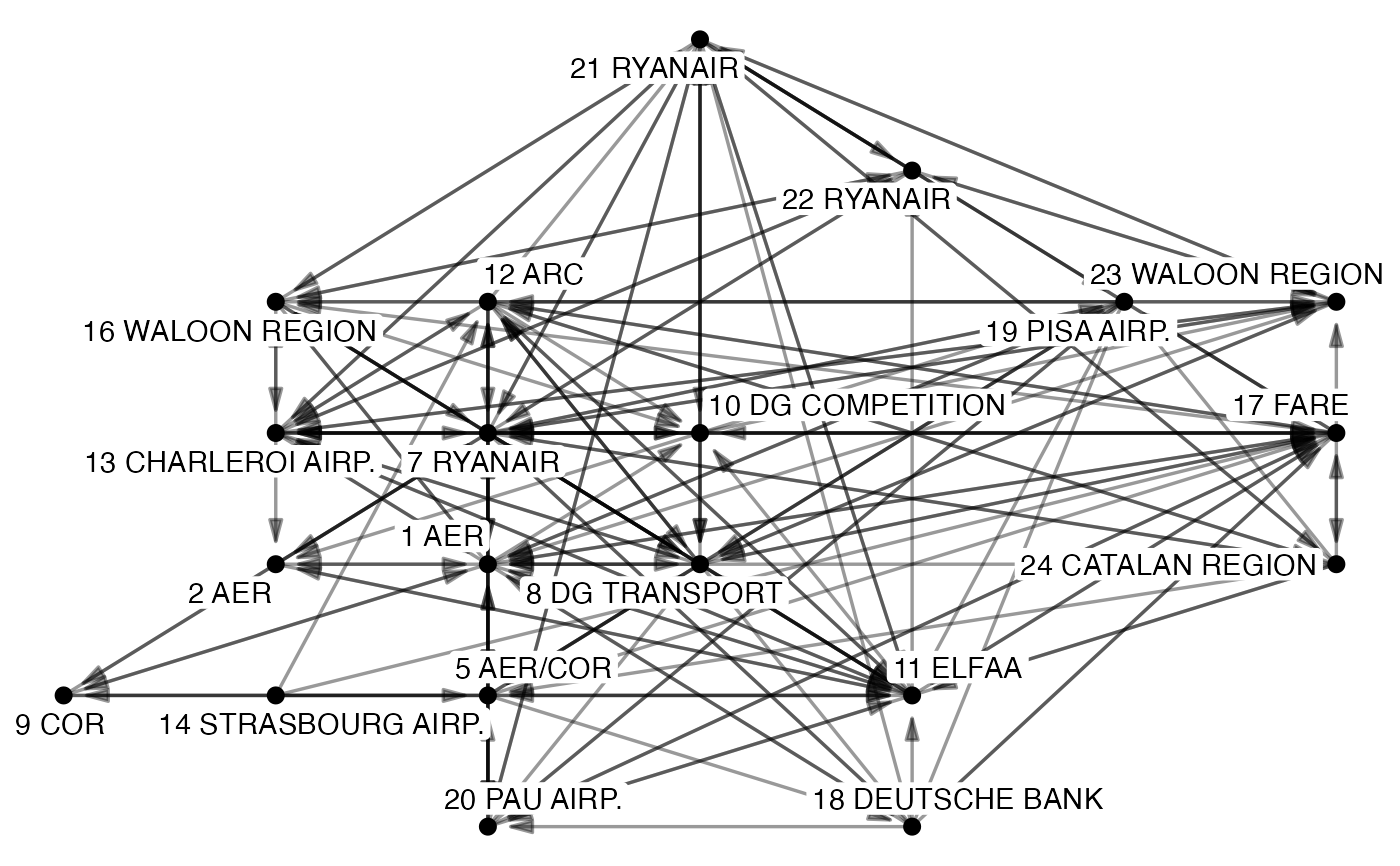 21 RYANAIR
22 RYANAIR
12 ARC
23 WALOON REGION
16 WALOON REGION
19 PISA AIRP.
10 DG COMPETITION
17 FARE
13 CHARLEROI AIRP.
7 RYANAIR
1 AER
24 CATALAN REGION
2 AER
8 DG TRANSPORT
5 AER/COR
11 ELFAA
9 COR
14 STRASBOURG AIRP.
20 PAU AIRP.
18 DEUTSCHE BANK